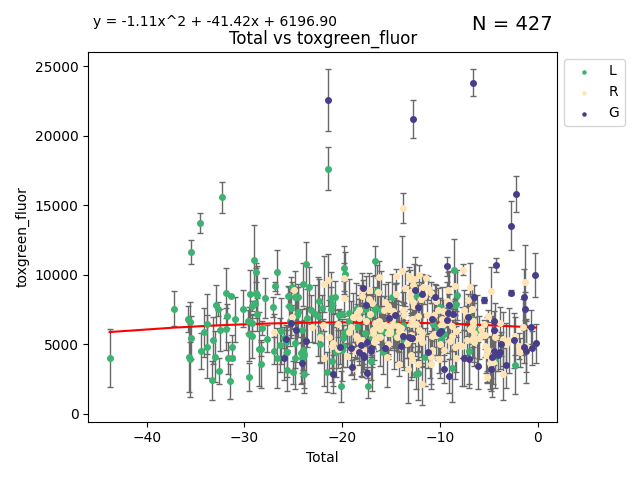 y = -1.11x^2 + -41.42x + 6196.90
N = 427
Total vs toxgreen_fluor
25000
20000
15000
10000
5000
0
toxgreen_fluor
−40
−30
−20
−10
0
Total
L
R
G